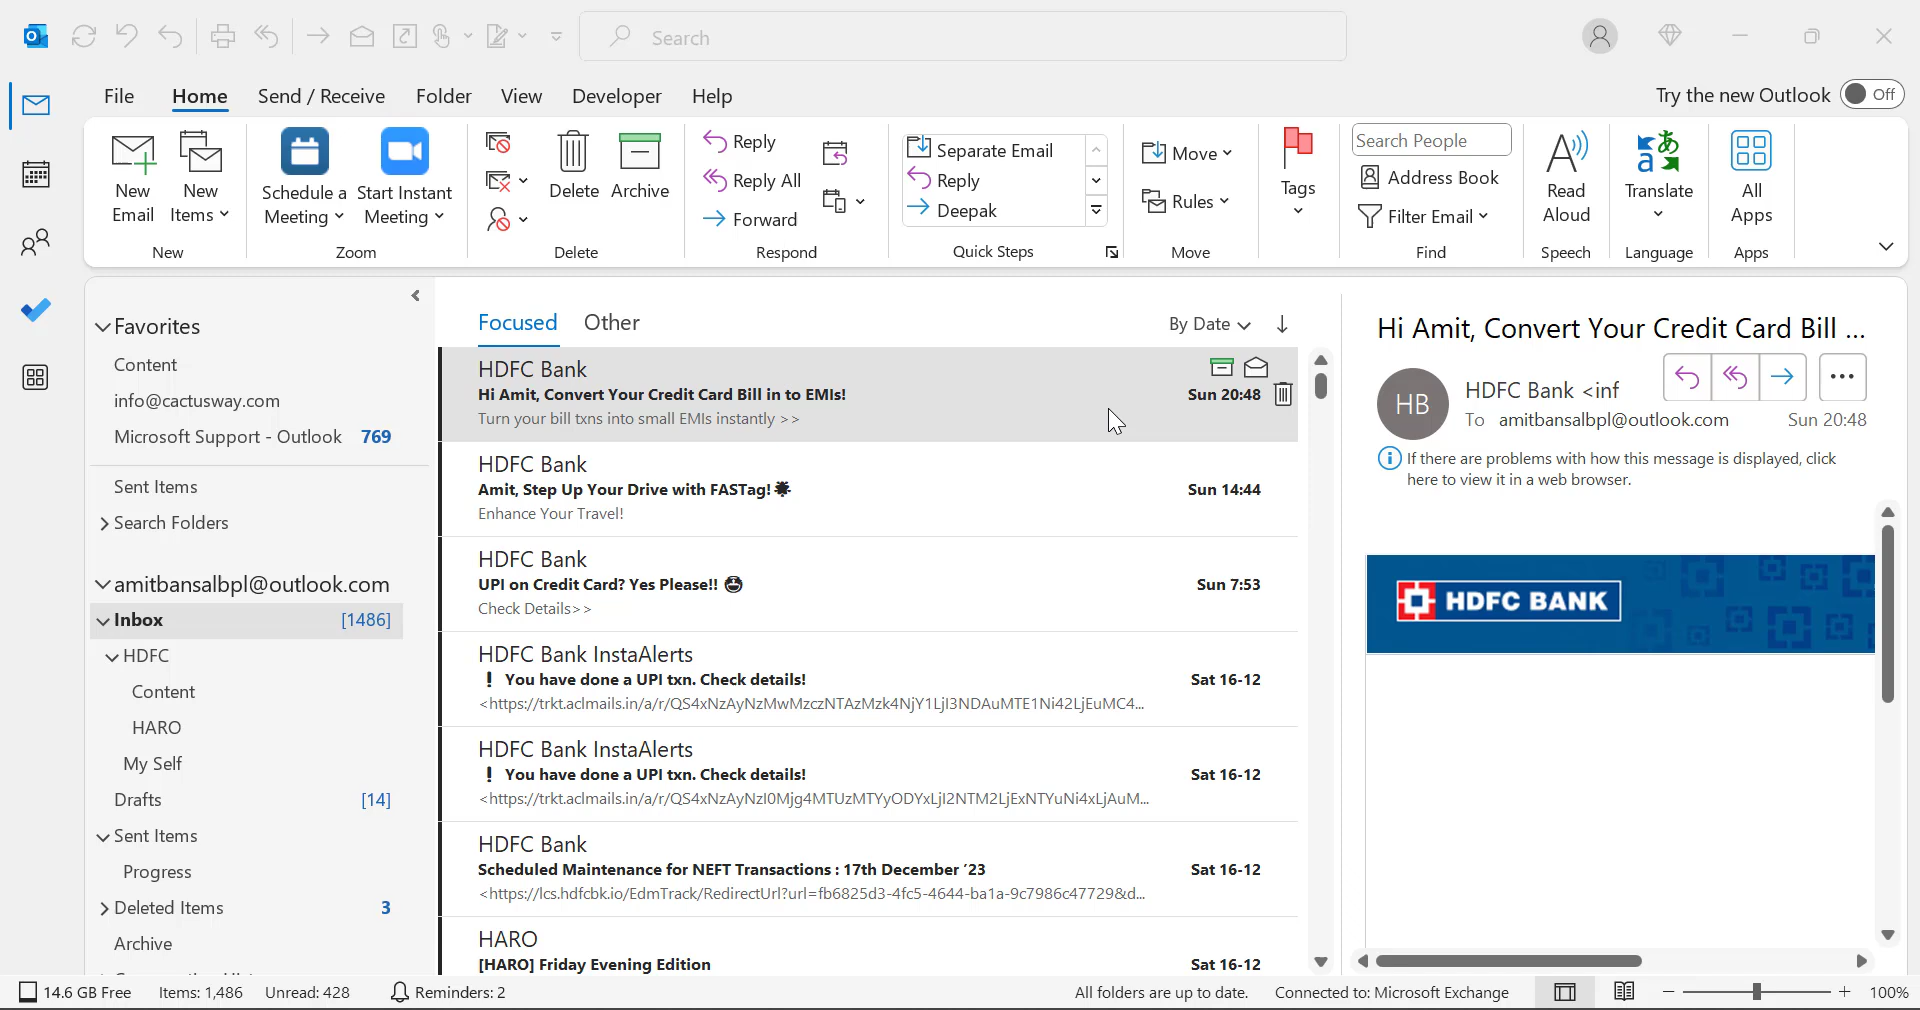 Search
File Home Send / Receive Folder View Developer Help
Try the new Outlook Off
New Email
New Items
New
Schedule a Meeting
Start Instant Meeting
Zoom
Delete
Archive
Delete
Reply
Reply All
Forward
Respond
Separate Email
Reply
Deepak
Quick Steps
Move
Rules
Move
Tags
Search People
Address Book
Filter Email
Find
Read Aloud
Speech
Translate
Language
All Apps
Apps
Favorites
Content
info@cactusway.com
Microsoft Support - Outlook 769
Sent Items
Search Folders
amitbansalbpl@outlook.com
Inbox [1486]
HDFC
Content
HARO
My Self
Drafts [14]
Sent Items
Progress
Deleted Items 3
Archive
Focused Other By Date
HDFC Bank
Hi Amit, Convert Your Credit Card Bill in to EMIs! Sun 20:48
Turn your bill txns into small EMIs instantly >>
HDFC Bank
Amit, Step Up Your Drive with FASTag! Sun 14:44
Enhance Your Travel!
HDFC Bank
UPI on Credit Card? Yes Please!! 🤩 Sun 7:53
Check Details>>
HDFC Bank InstaAlerts
! You have done a UPI txn. Check details! Sat 16-12
<https://trkt.aclmails.in/a/r/QS4xNzAyNzMwMzczNTAzMzk4NjY1LjI3NDAuMTE1Ni42LjEuMC4...
HDFC Bank InstaAlerts
! You have done a UPI txn. Check details! Sat 16-12
<https://trkt.aclmails.in/a/r/QS4xNzAyNzI0Mjg4MTUzMTYyODYxLjI2NTM2LjExNTYuNi4xLjAuM...
HDFC Bank
Scheduled Maintenance for NEFT Transactions : 17th December ’23 Sat 16-12
<https://lcs.hdfcbk.io/EdmTrack/RedirectUrl?url=fb6825d3-4fc5-4644-ba1a-9c7986c47729&d...
HARO
[HARO] Friday Evening Edition Sat 16-12
Hi Amit, Convert Your Credit Card Bill ...
HB
HDFC Bank <inf
To amitbansalbpl@outlook.com Sun 20:48
If there are problems with how this message is displayed, click
here to view it in a web browser.
HDFC BANK
14.6 GB Free Items: 1,486 Unread: 428 Reminders: 2 All folders are up to date. Connected to: Microsoft Exchange 100%